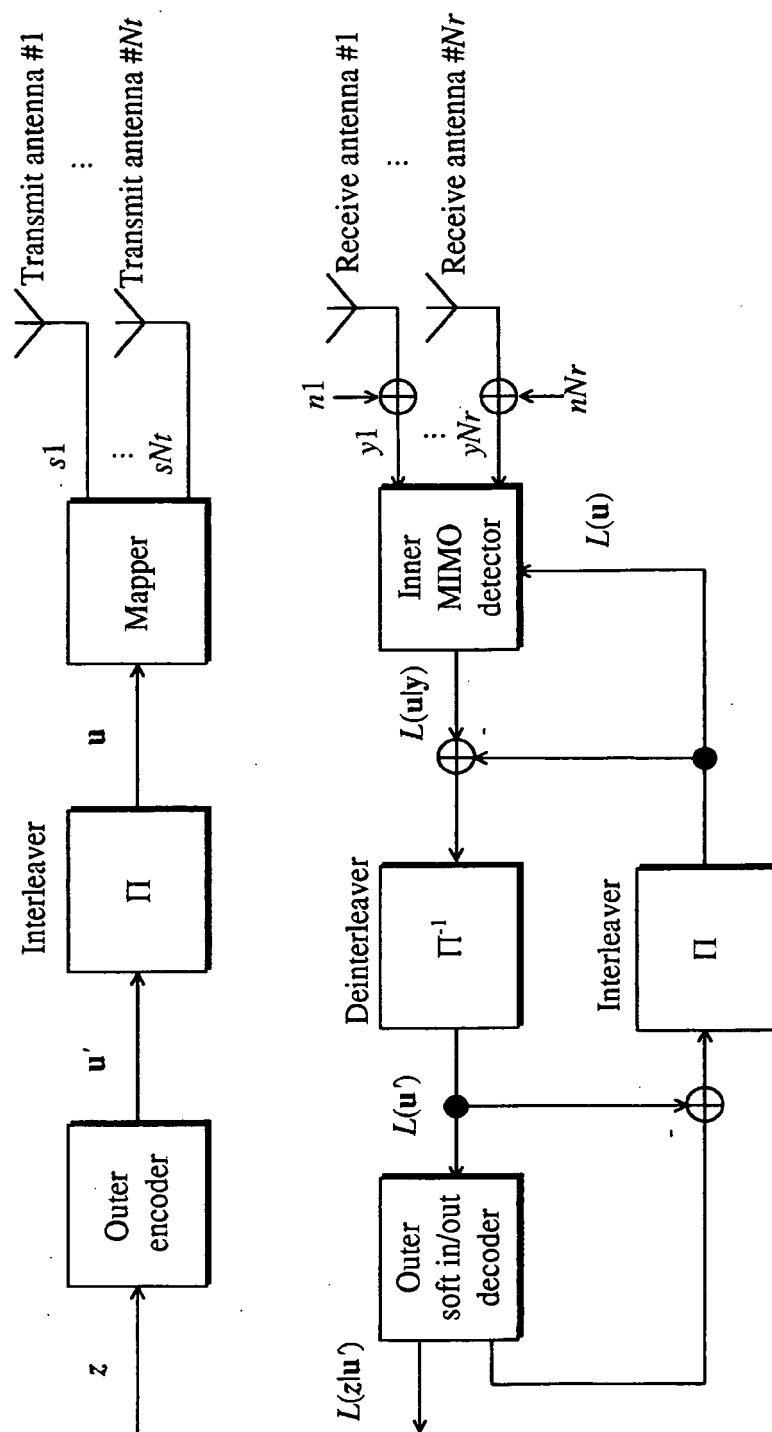 z
Outer
encoder
u'
Interleaver
Π
u
Mapper
s1
⋮
sNt
Transmit antenna #1
⋮
Transmit antenna #Nt
L(z|u')
Outer
soft in/out
decoder
L(u')
-
Deinterleaver
Π⁻¹
Interleaver
Π
L(u|y)
-
Inner
MIMO
detector
L(u)
y1
⋮
yNr
n1
nNr
Receive antenna #1
⋮
Receive antenna #Nr